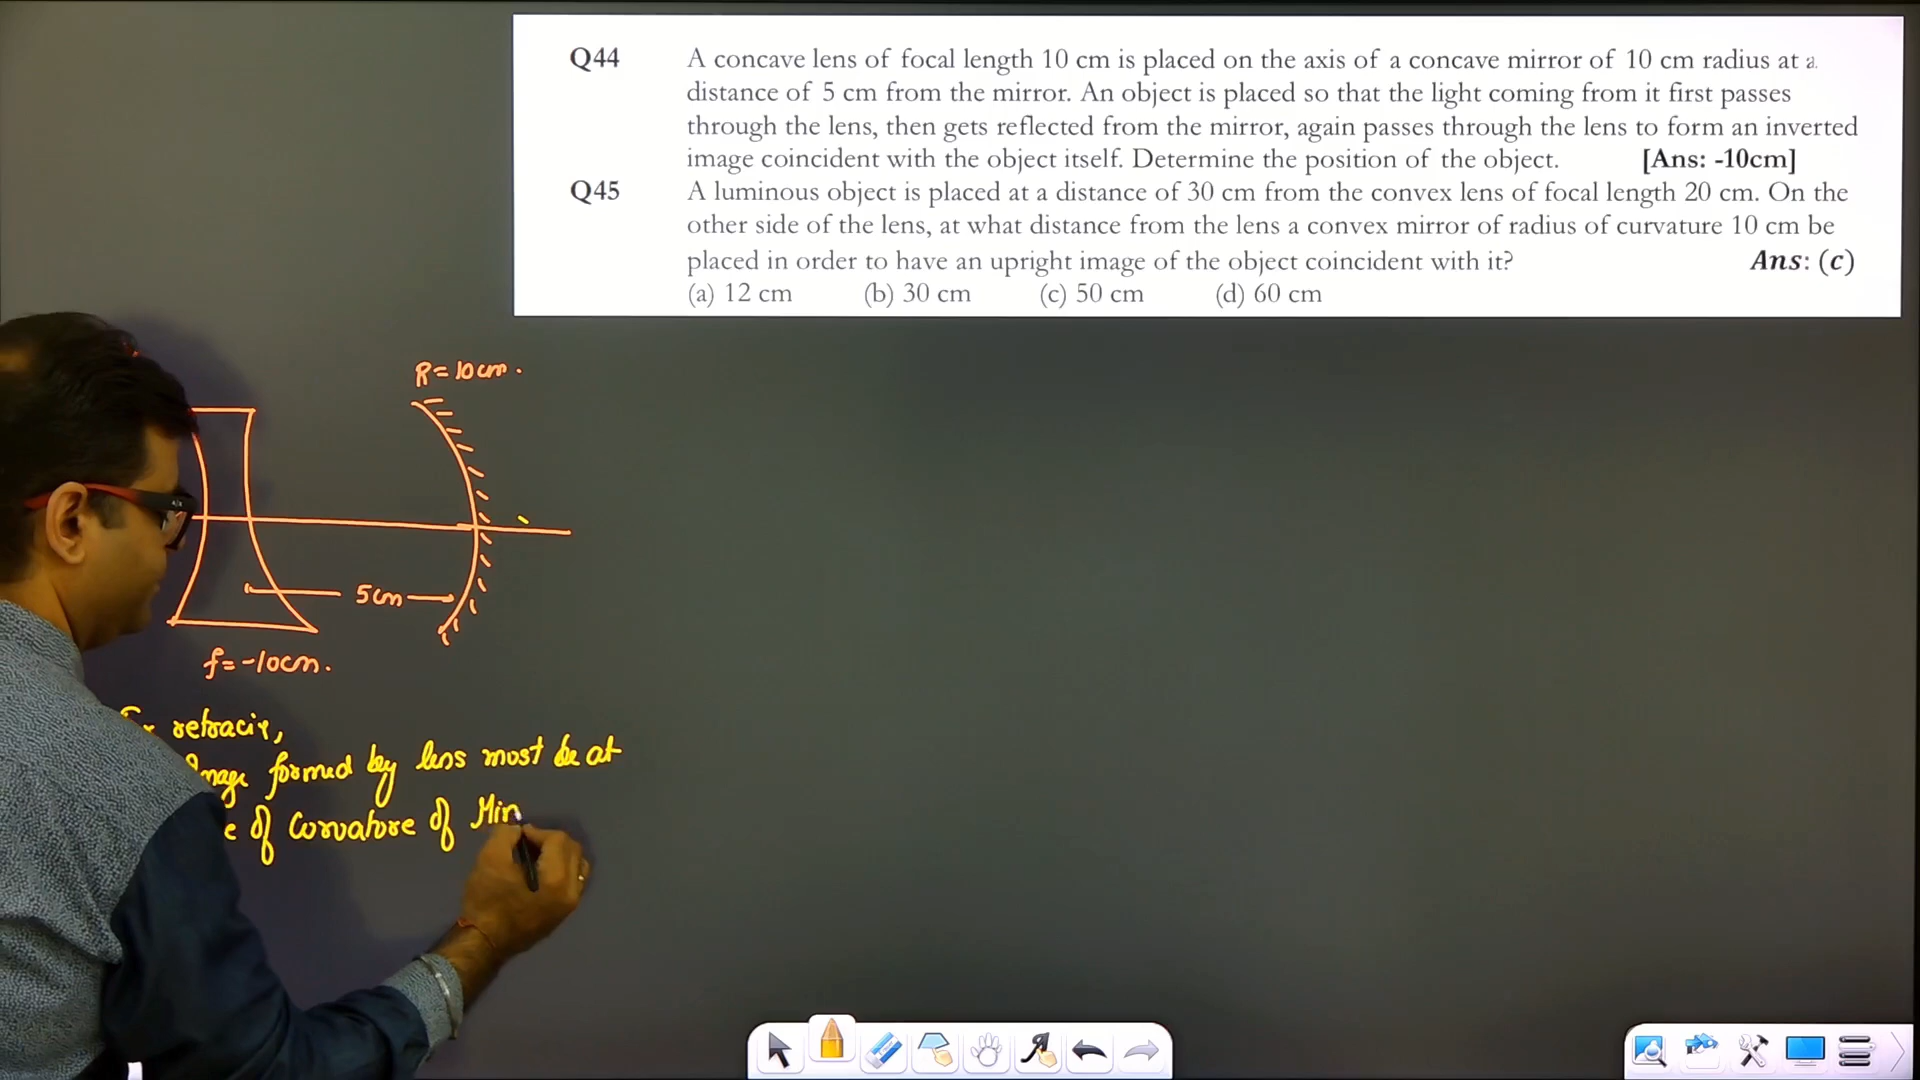 Q44 A concave lens of focal length 10 cm is placed on the axis of a concave mirror of 10 cm radius at a
distance of 5 cm from the mirror. An object is placed so that the light coming from it first passes
through the lens, then gets reflected from the mirror, again passes through the lens to form an inverted
image coincident with the object itself. Determine the position of the object. [Ans: -10cm]
Q45 A luminous object is placed at a distance of 30 cm from the convex lens of focal length 20 cm. On the
other side of the lens, at what distance from the lens a convex mirror of radius of curvature 10 cm be
placed in order to have an upright image of the object coincident with it? Ans: (c)
(a) 12 cm (b) 30 cm (c) 50 cm (d) 60 cm
R=10cm.
5cm
f=-10cm.
formed by lens most be at
of Corvatore of Mir